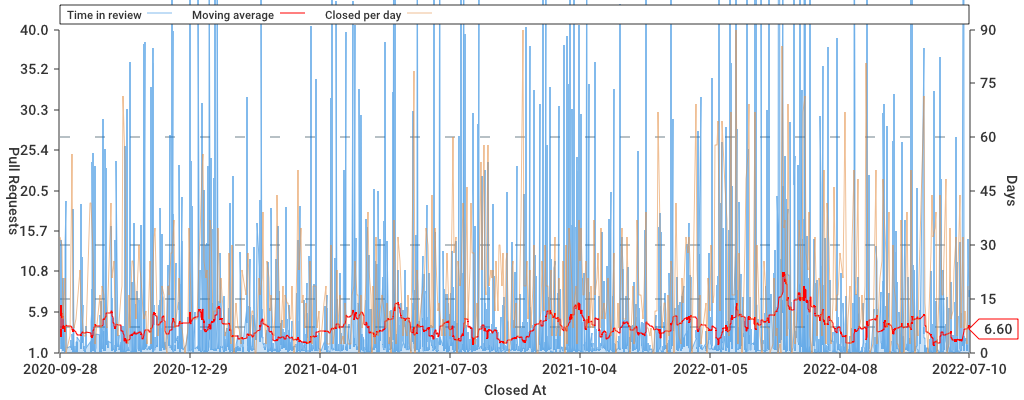 Time in review Moving average Closed per day
40.0 90
35.2 75
30.3
60
25.4
20.5 45
15.7 30
10.8
15
5.9
6.60
1.0 0
Pull Requests
Days
2020-09-28 2020-12-29 2021-04-01 2021-07-03 2021-10-04 2022-01-05 2022-04-08 2022-07-10
Closed At